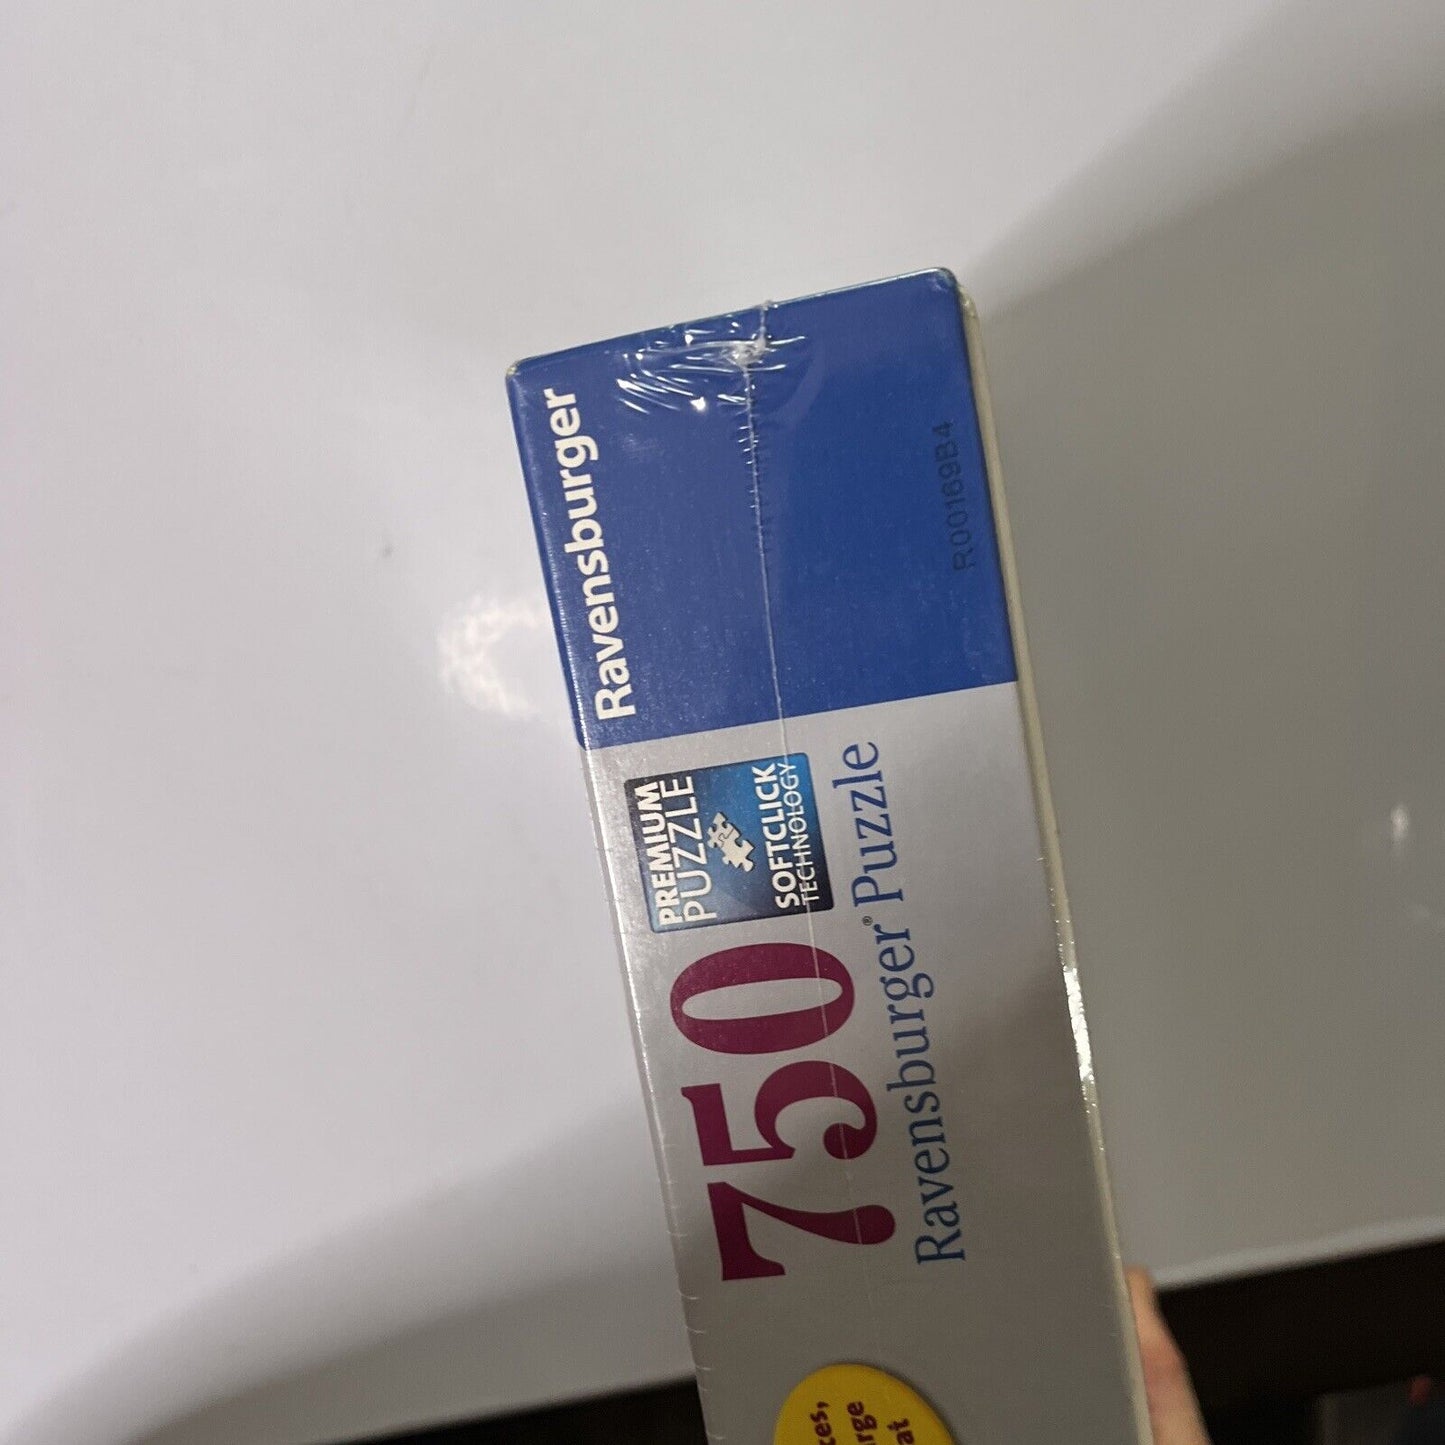 Ravensburger
R00169B4
PREMIUM
PUZZLE
SOFTCLICK
TECHNOLOGY
750
Ravensburger® Puzzle